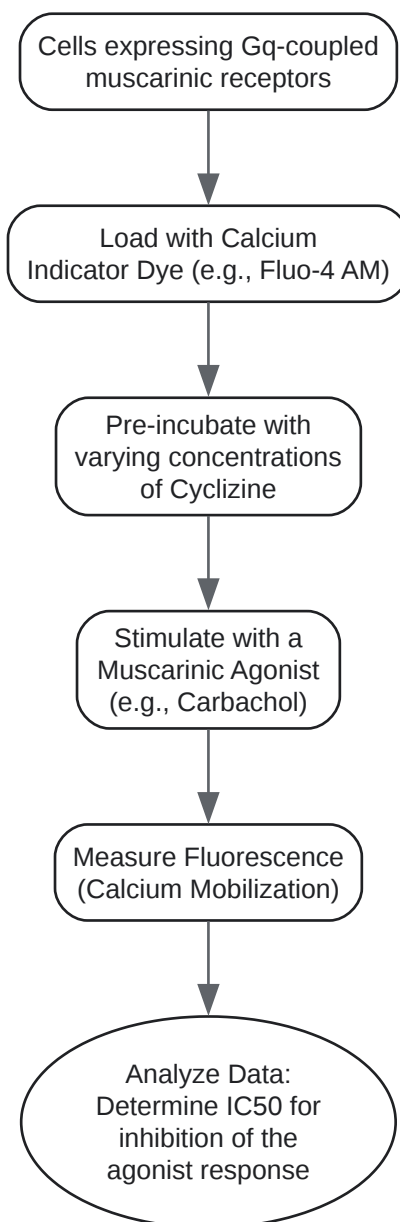 Cells expressing Gq-coupled
muscarinic receptors
Load with Calcium
Indicator Dye (e.g., Fluo-4 AM)
Pre-incubate with
varying concentrations
of Cyclizine
Stimulate with a
Muscarinic Agonist
(e.g., Carbachol)
Measure Fluorescence
(Calcium Mobilization)
Analyze Data:
Determine IC50 for
inhibition of the
agonist response